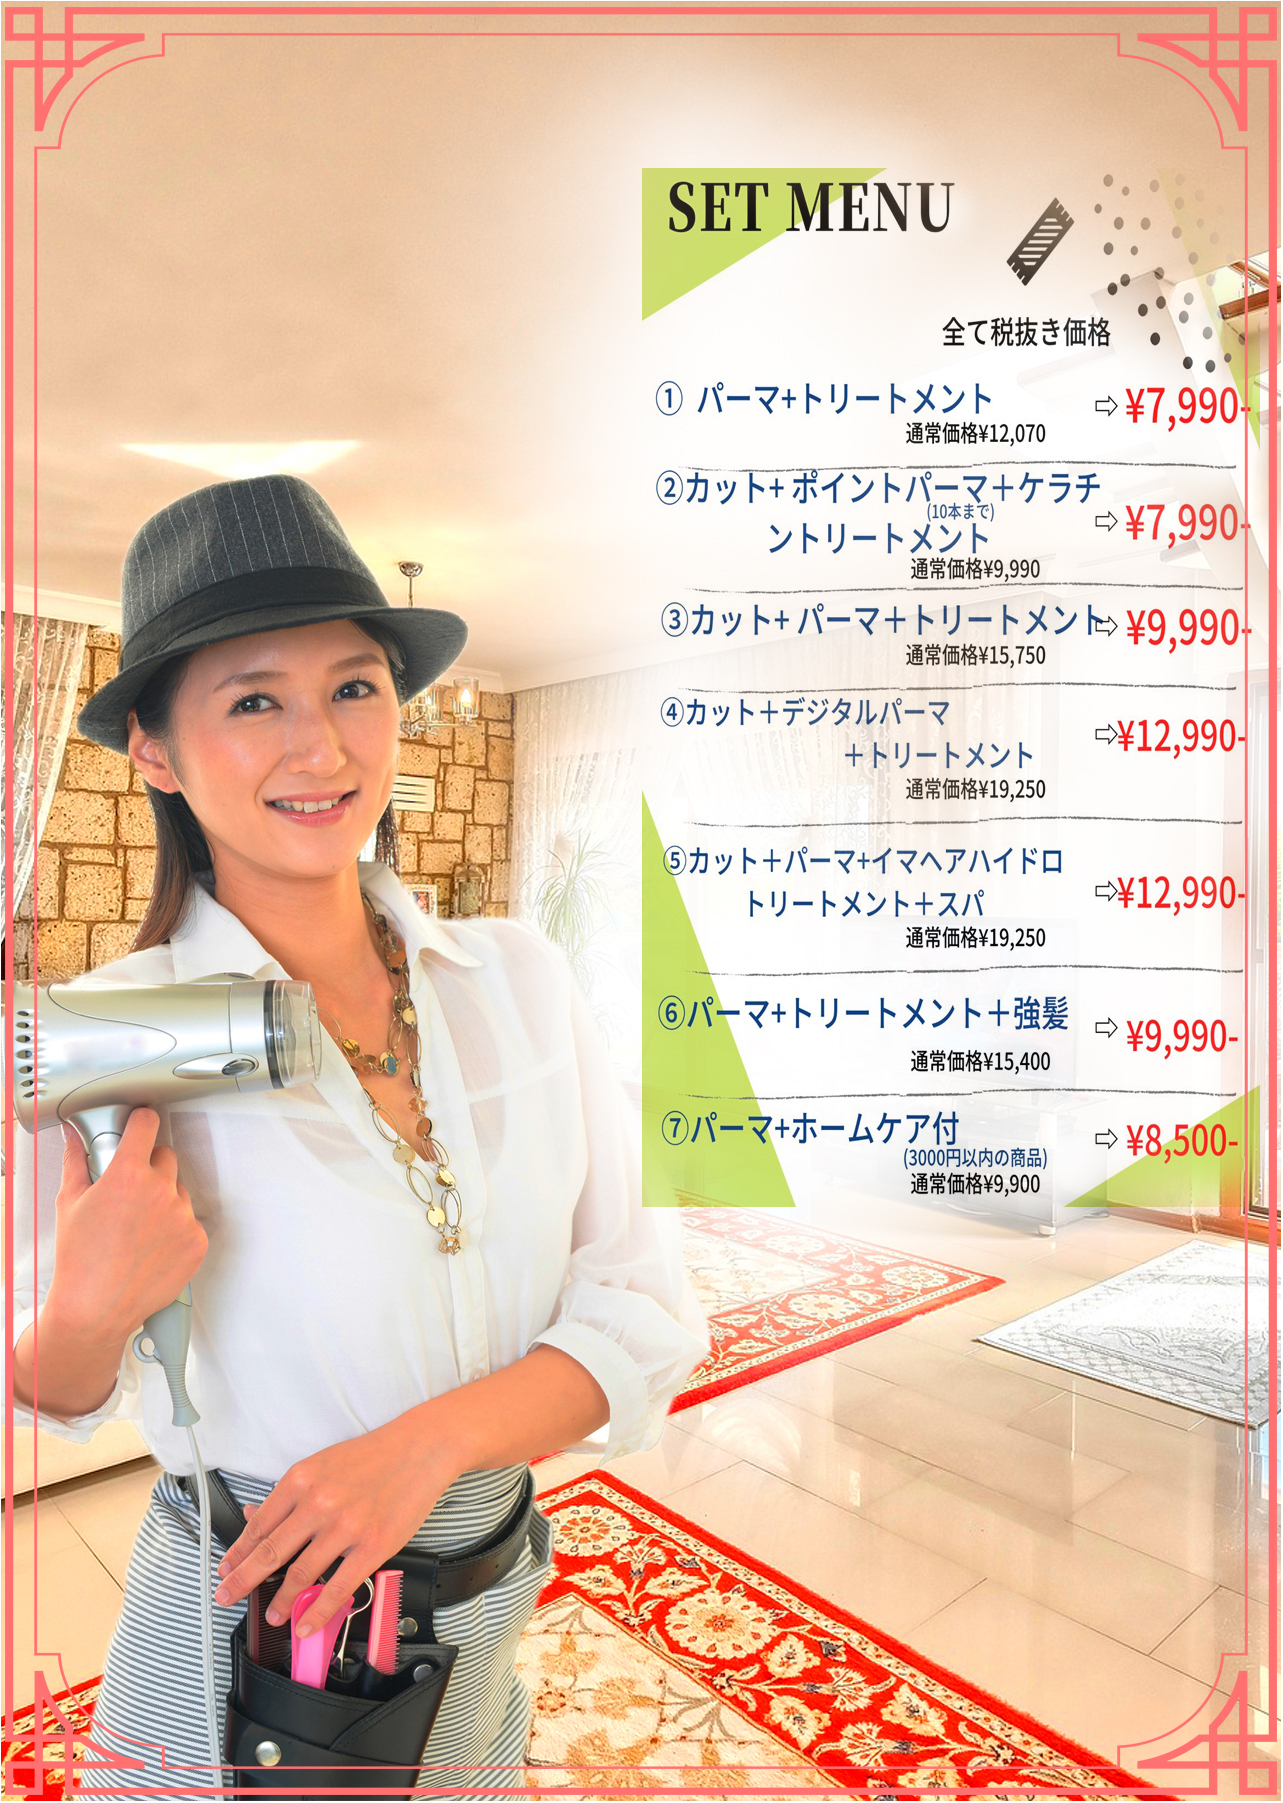 SET MENU
全て税抜き価格
① パーマ+トリートメント
⇨ ¥7,990-
通常価格¥12,070
②カット+ ポイントパーマ＋ケラチ
(10本まで)
⇨ ¥7,990-
ントリートメント
通常価格¥9,990
③カット+ パーマ＋トリートメント
⇨ ¥9,990-
通常価格¥15,750
④カット＋デジタルパーマ
⇨¥12,990-
＋トリートメント
通常価格¥19,250
⑤カット＋パーマ+イマヘアハイドロ
⇨¥12,990-
トリートメント＋スパ
通常価格¥19,250
⑥パーマ+トリートメント＋強髪
⇨ ¥9,990-
通常価格¥15,400
⑦パーマ+ホームケア付
⇨ ¥8,500-
(3000円以内の商品)
通常価格¥9,900